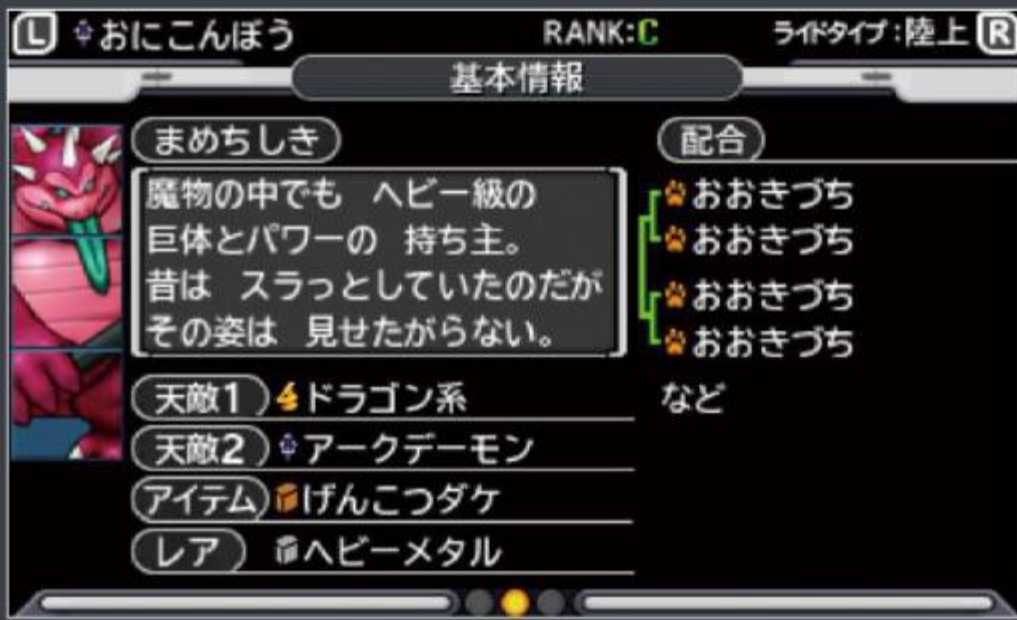 L おにこんぼう RANK:C ライドタイプ:陸上 R
基本情報
まめちしき
魔物の中でも ヘビー級の
巨体とパワーの 持ち主。
昔は スラっとしていたのだが
その姿は 見せたがらない。
天敵1 ドラゴン系
天敵2 アークデーモン
アイテム げんこつダケ
レア ヘビーメタル
配合
おおきづち
おおきづち
おおきづち
おおきづち
など